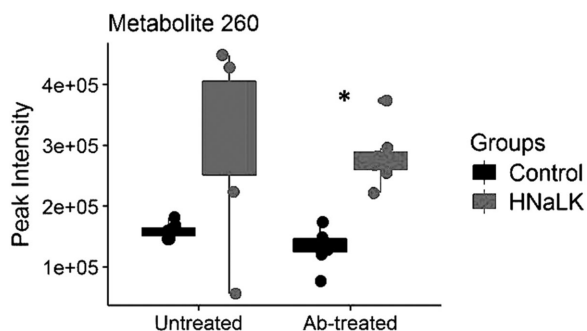 Metabolite 260
Peak Intensity
4e+05
3e+05
2e+05
1e+05
*
Untreated
Ab-treated
Groups
Control
HNaLK